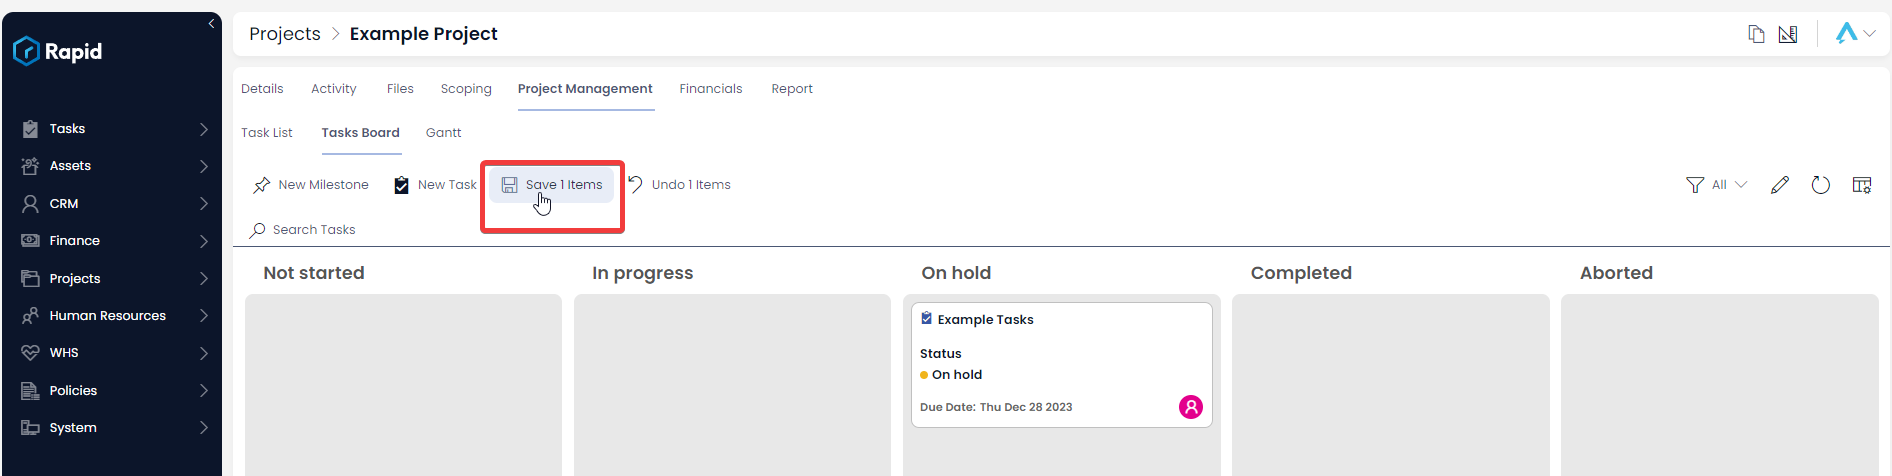 Rapid
Tasks
Assets
CRM
Finance
Projects
Human Resources
WHS
Policies
System
Projects > Example Project
Details Activity Files Scoping Project Management Financials Report
Task List Tasks Board Gantt
New Milestone New Task Save 1 Items Undo 1 Items All
Search Tasks
Not started In progress On hold Completed Aborted
Example Tasks
Status
On hold
Due Date: Thu Dec 28 2023